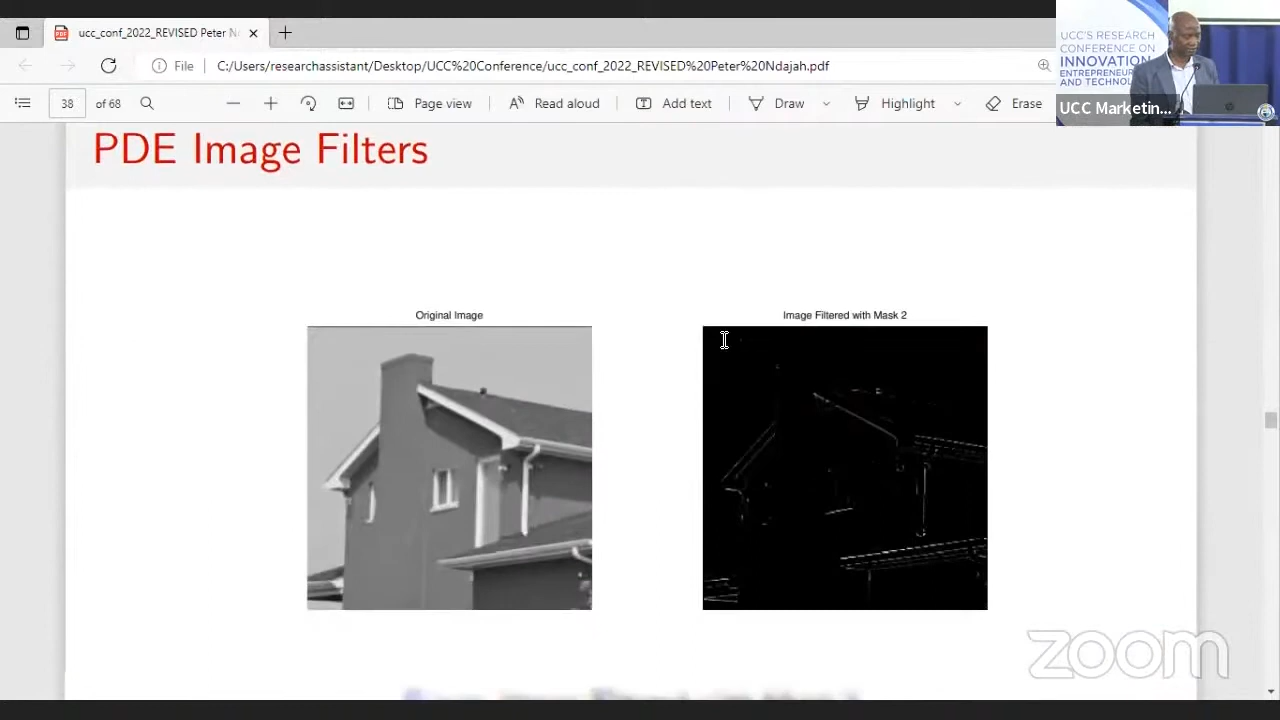 ucc_conf_2022_REVISED Peter N
File
C:/Users/researchassistant/Desktop/UCC%20Conference/ucc_conf_2022_REVISED%20Peter%20Ndajah.pdf
38 of 68
Page view
Read aloud
Add text
Draw
Highlight
Erase
UCC'S RESEARCH
CONFERENCE ON
INNOVATION
ENTREPRENEUR
AND TECHNOL
UCC Marketin...
PDE Image Filters
Original Image
Image Filtered with Mask 2
zoom